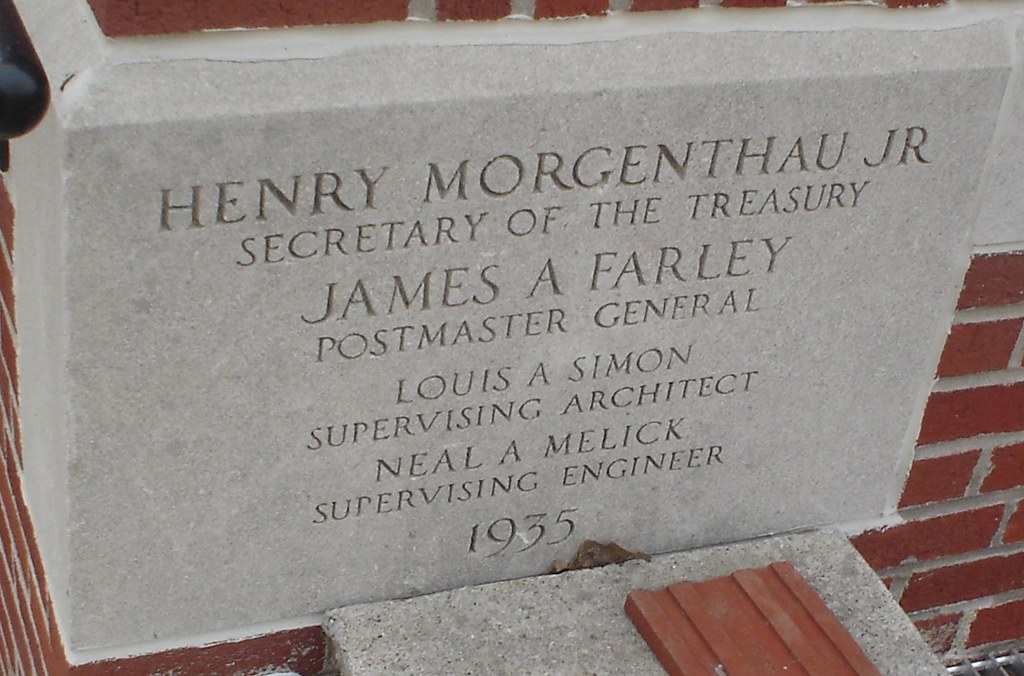 HENRY MORGENTHAU JR
SECRETARY OF THE TREASURY
JAMES A FARLEY
POSTMASTER GENERAL
LOUIS A SIMON
SUPERVISING ARCHITECT
NEAL A MELICK
SUPERVISING ENGINEER
1935